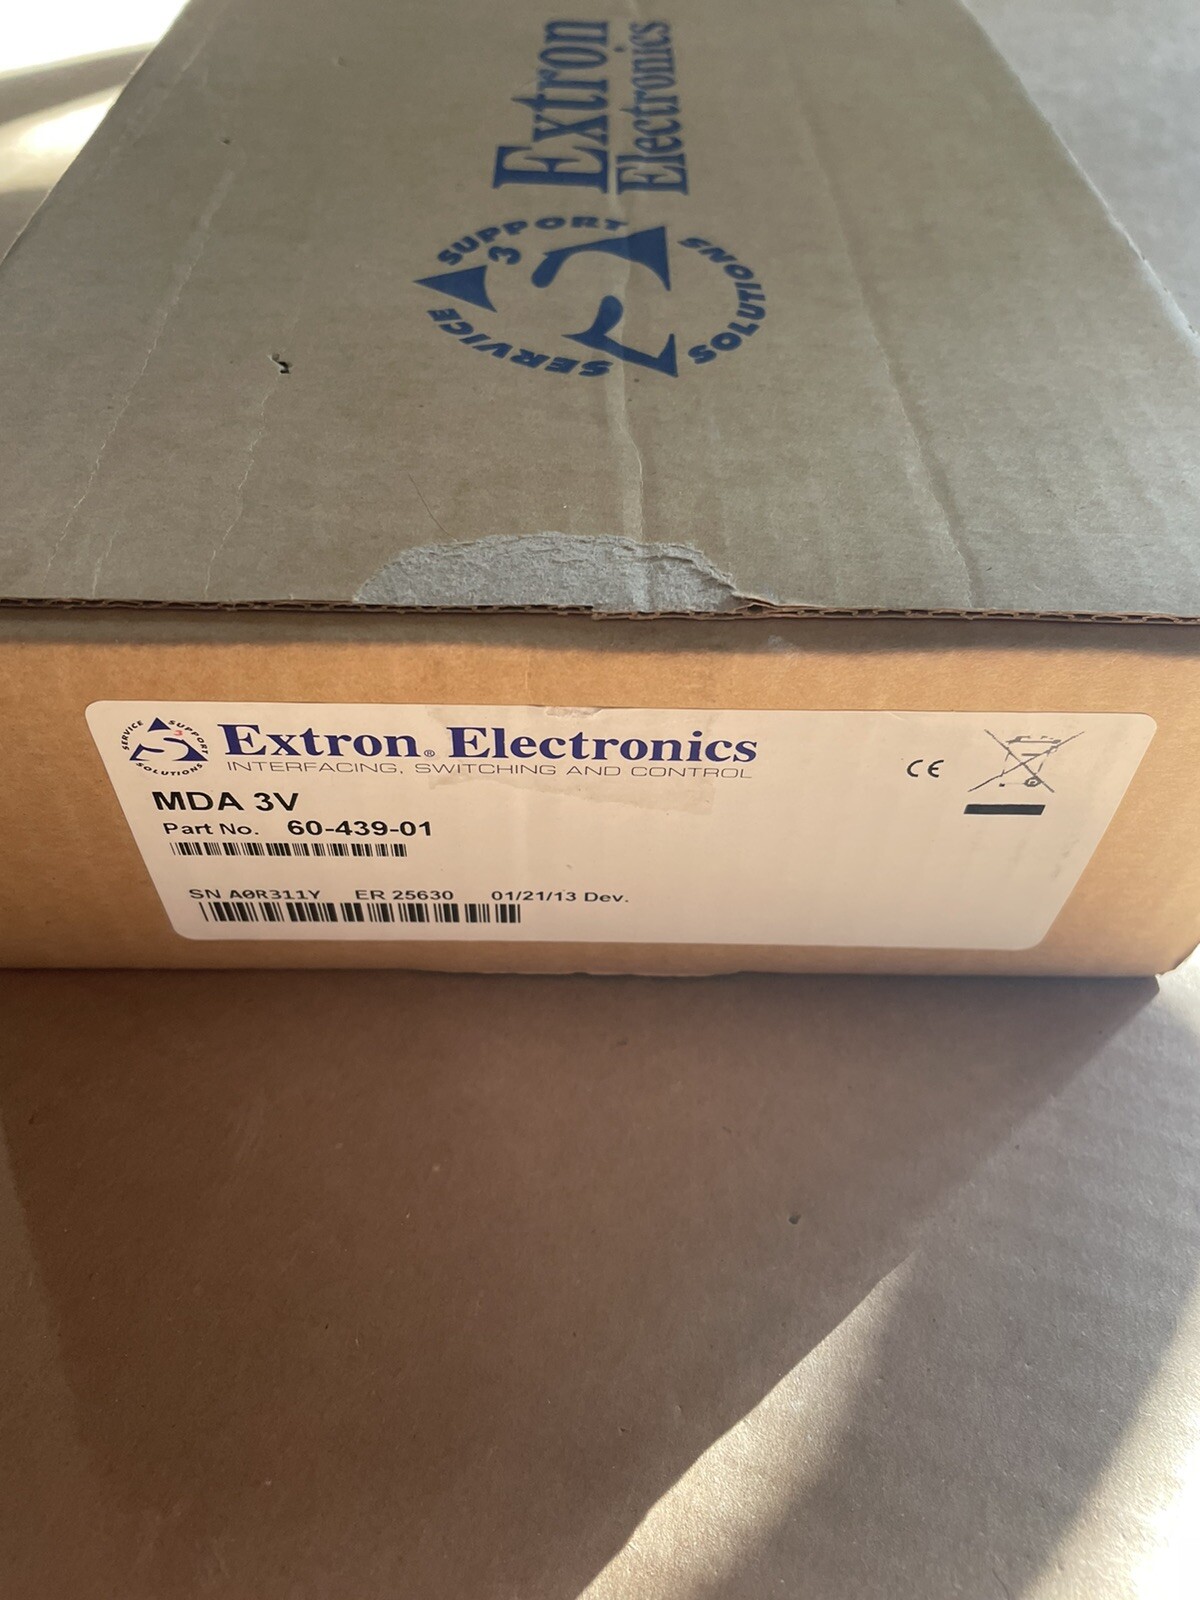 Extron
Electronics
SERVICE SUPPORT SOLUTIONS
3
SERVICE SUPPORT SOLUTIONS
3
Extron® Electronics
INTERFACING, SWITCHING AND CONTROL
CE
MDA 3V
Part No. 60-439-01
SN A0R311Y ER 25630 01/21/13 Dev.